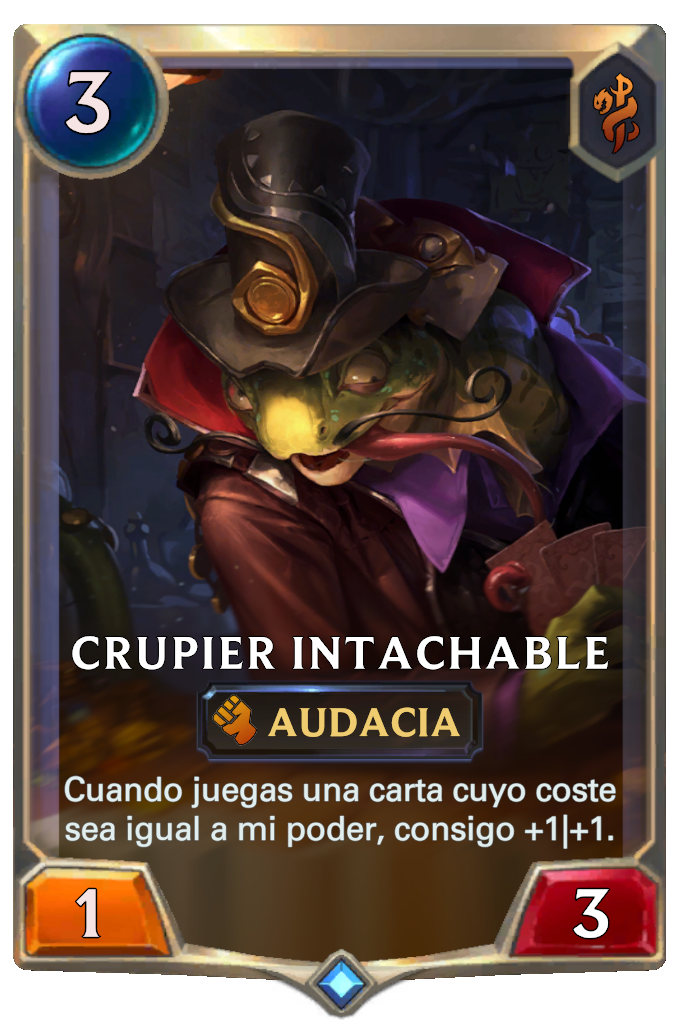 3
CRUPIER INTACHABLE
AUDACIA
Cuando juegas una carta cuyo coste
sea igual a mi poder, consigo +1|+1.
1
3